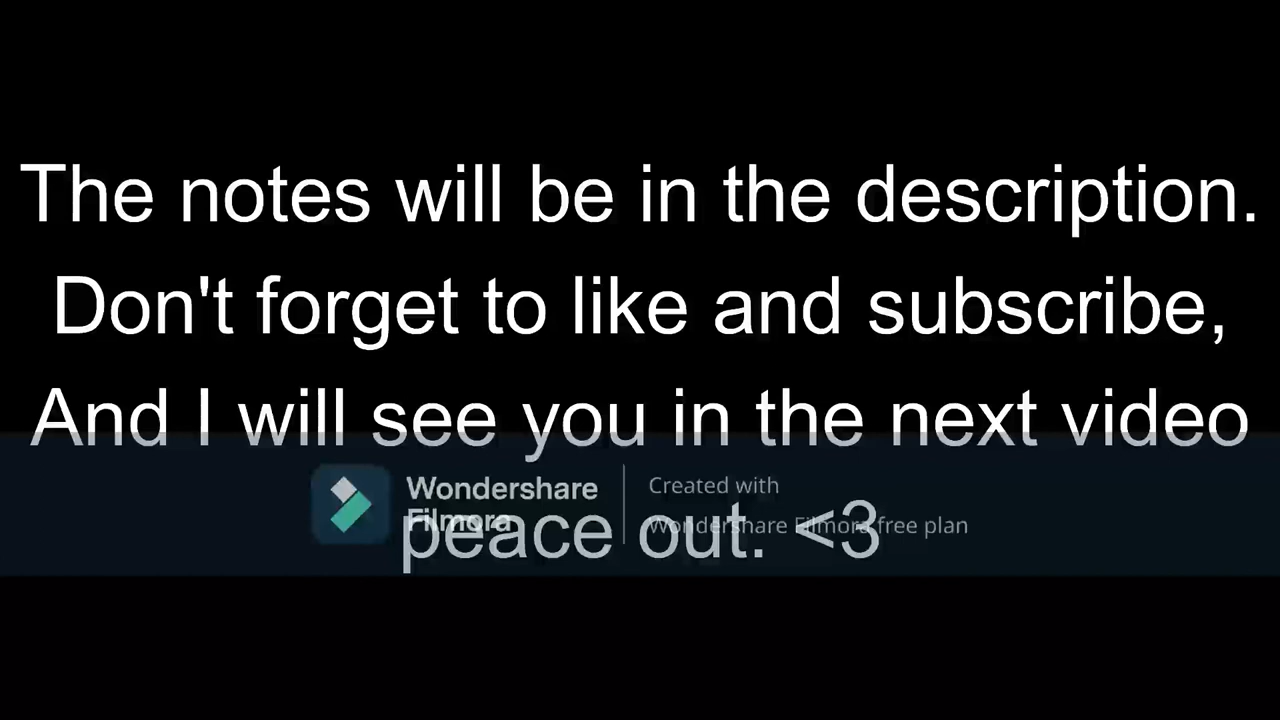 The notes will be in the description.
Don't forget to like and subscribe,
And I will see you in the next video
peace out. <3
Wondershare
Filmora
Created with
Wondershare Filmora free plan